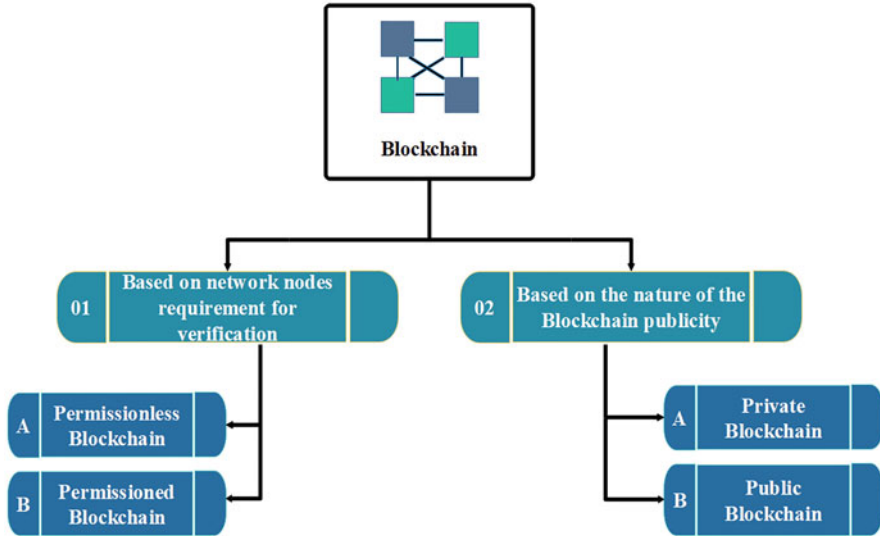 Blockchain
01
Based on network nodes
requirement for
verification
02
Based on the nature of the
Blockchain publicity
A
Permissionless
Blockchain
B
Permissioned
Blockchain
A
Private
Blockchain
B
Public
Blockchain